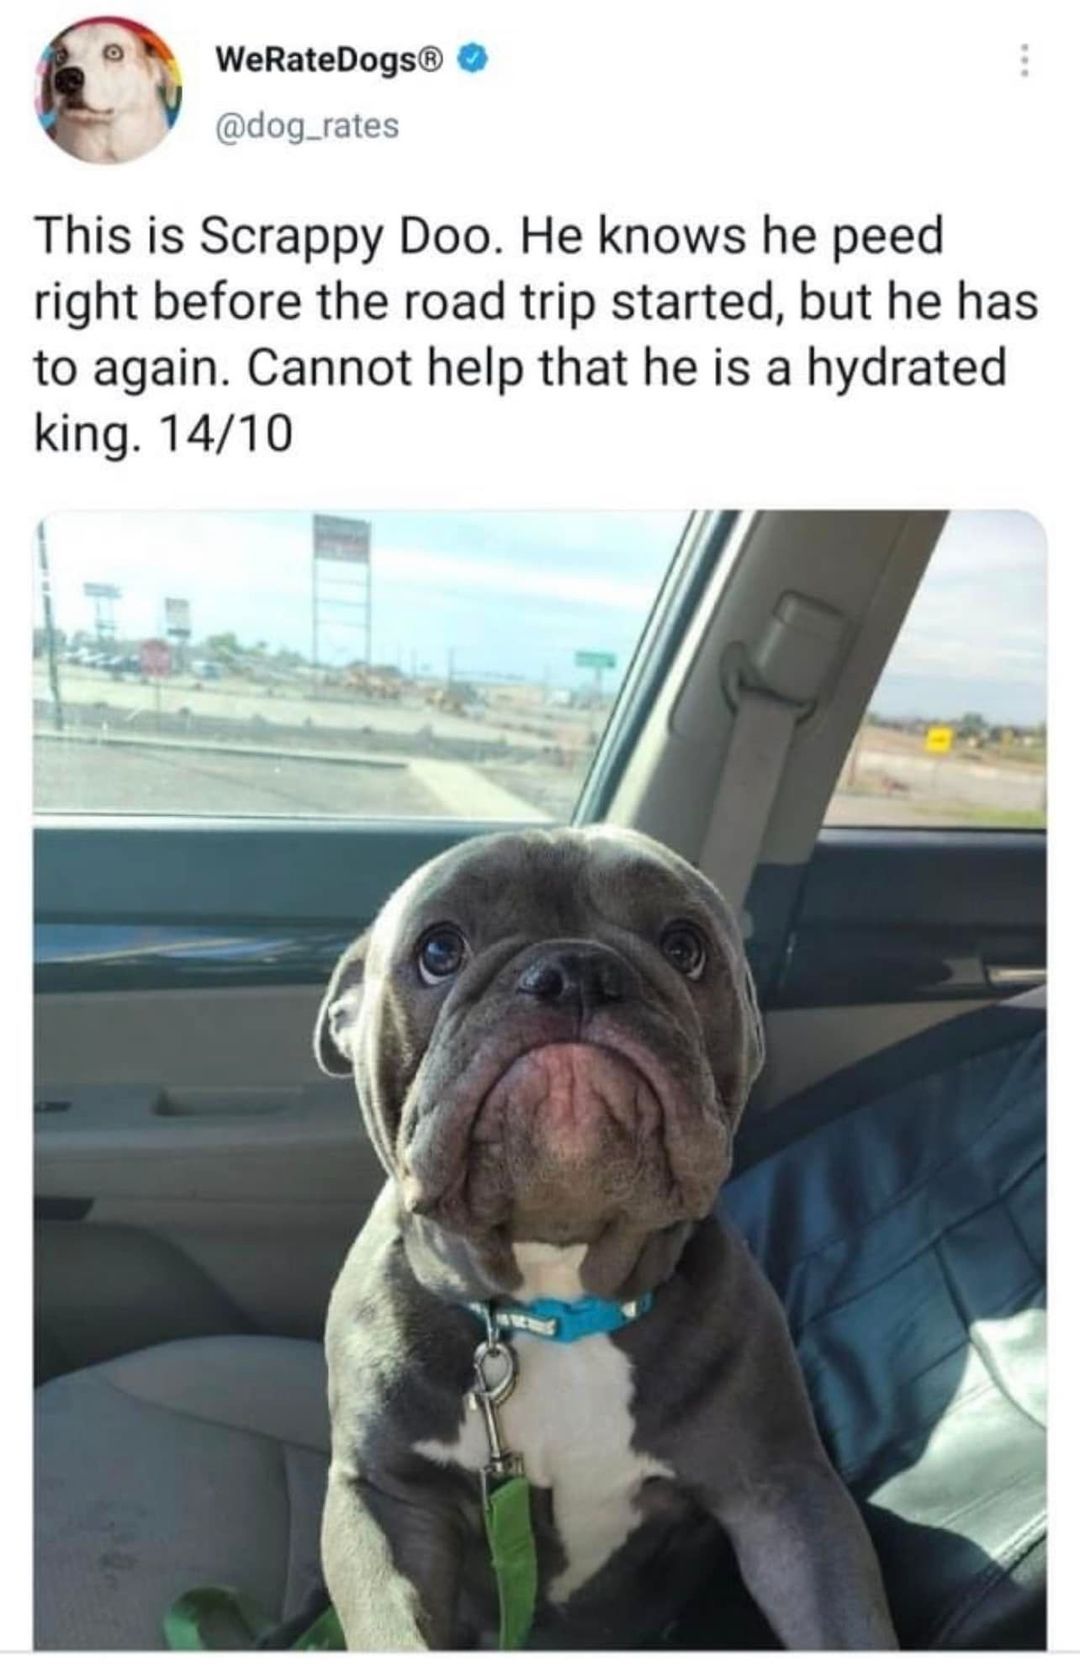 WeRateDogs®
@dog_rates
This is Scrappy Doo. He knows he peed
right before the road trip started, but he has
to again. Cannot help that he is a hydrated
king. 14/10